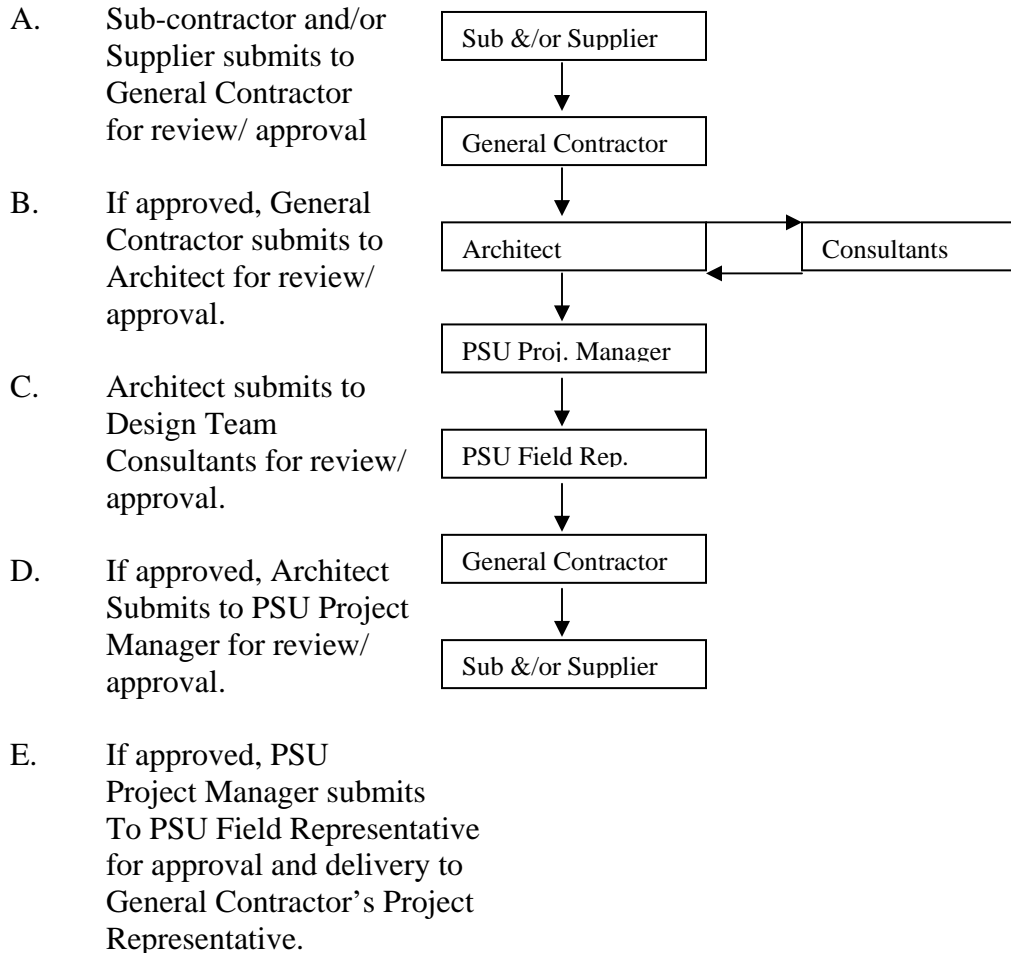 A. Sub-contractor and/or
Supplier submits to
General Contractor
for review/ approval
B. If approved, General
Contractor submits to
Architect for review/
approval.
C. Architect submits to
Design Team
Consultants for review/
approval.
D. If approved, Architect
Submits to PSU Project
Manager for review/
approval.
E. If approved, PSU
Project Manager submits
To PSU Field Representative
for approval and delivery to
General Contractor’s Project
Representative.
Sub &/or Supplier
General Contractor
Architect
Consultants
PSU Proj. Manager
PSU Field Rep.
General Contractor
Sub &/or Supplier